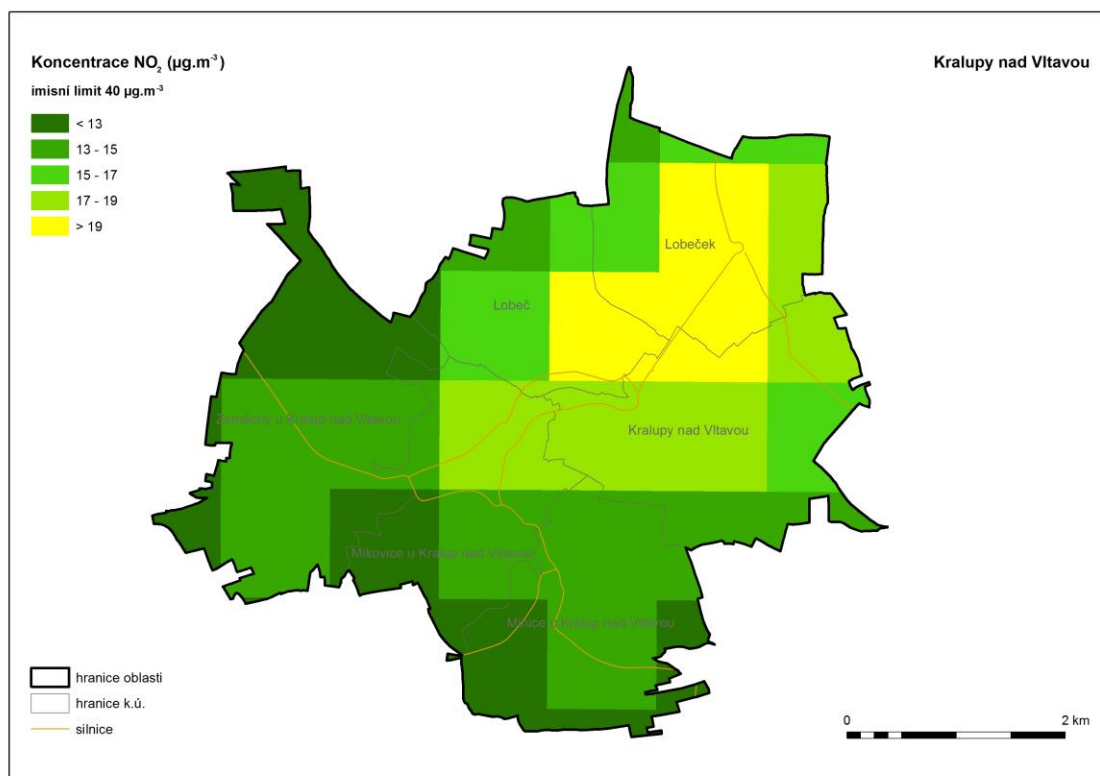 Koncentrace NO₂ (µg.m⁻³)
imisní limit 40 µg.m⁻³
< 13
13 - 15
15 - 17
17 - 19
> 19
Kralupy nad Vltavou
Lobeček
Lobeč
Zeměchy u Kralup nad Vltavou
Kralupy nad Vltavou
Mikovice u Kralup nad Vltavou
Minice u Kralup nad Vltavou
hranice oblasti
hranice k.ú.
silnice
0 2 km